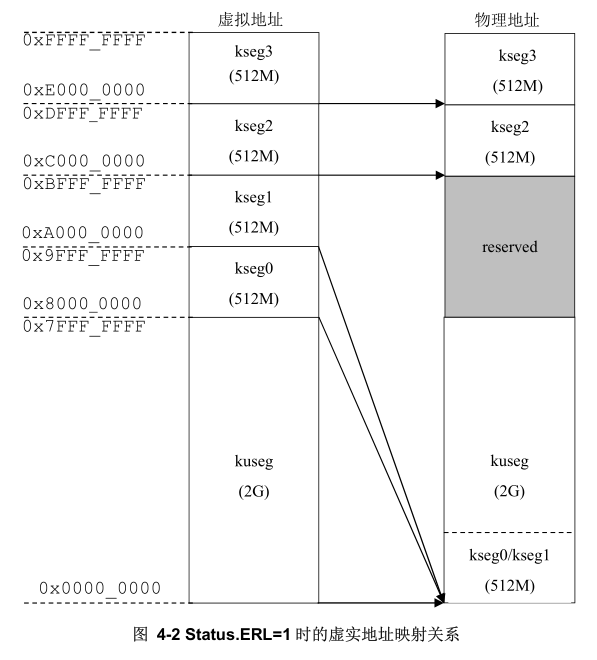 虚拟地址 物理地址
0xFFFF_FFFF
kseg3
(512M)
kseg3
(512M)
0xE000_0000
0xDFFF_FFFF
kseg2
(512M)
kseg2
(512M)
0xC000_0000
0xBFFF_FFFF
kseg1
(512M)
0xA000_0000
0x9FFF_FFFF
reserved
kseg0
(512M)
0x8000_0000
0x7FFF_FFFF
kuseg
(2G)
kuseg
(2G)
kseg0/kseg1
(512M)
0x0000_0000
图 4-2 Status.ERL=1 时的虚实地址映射关系